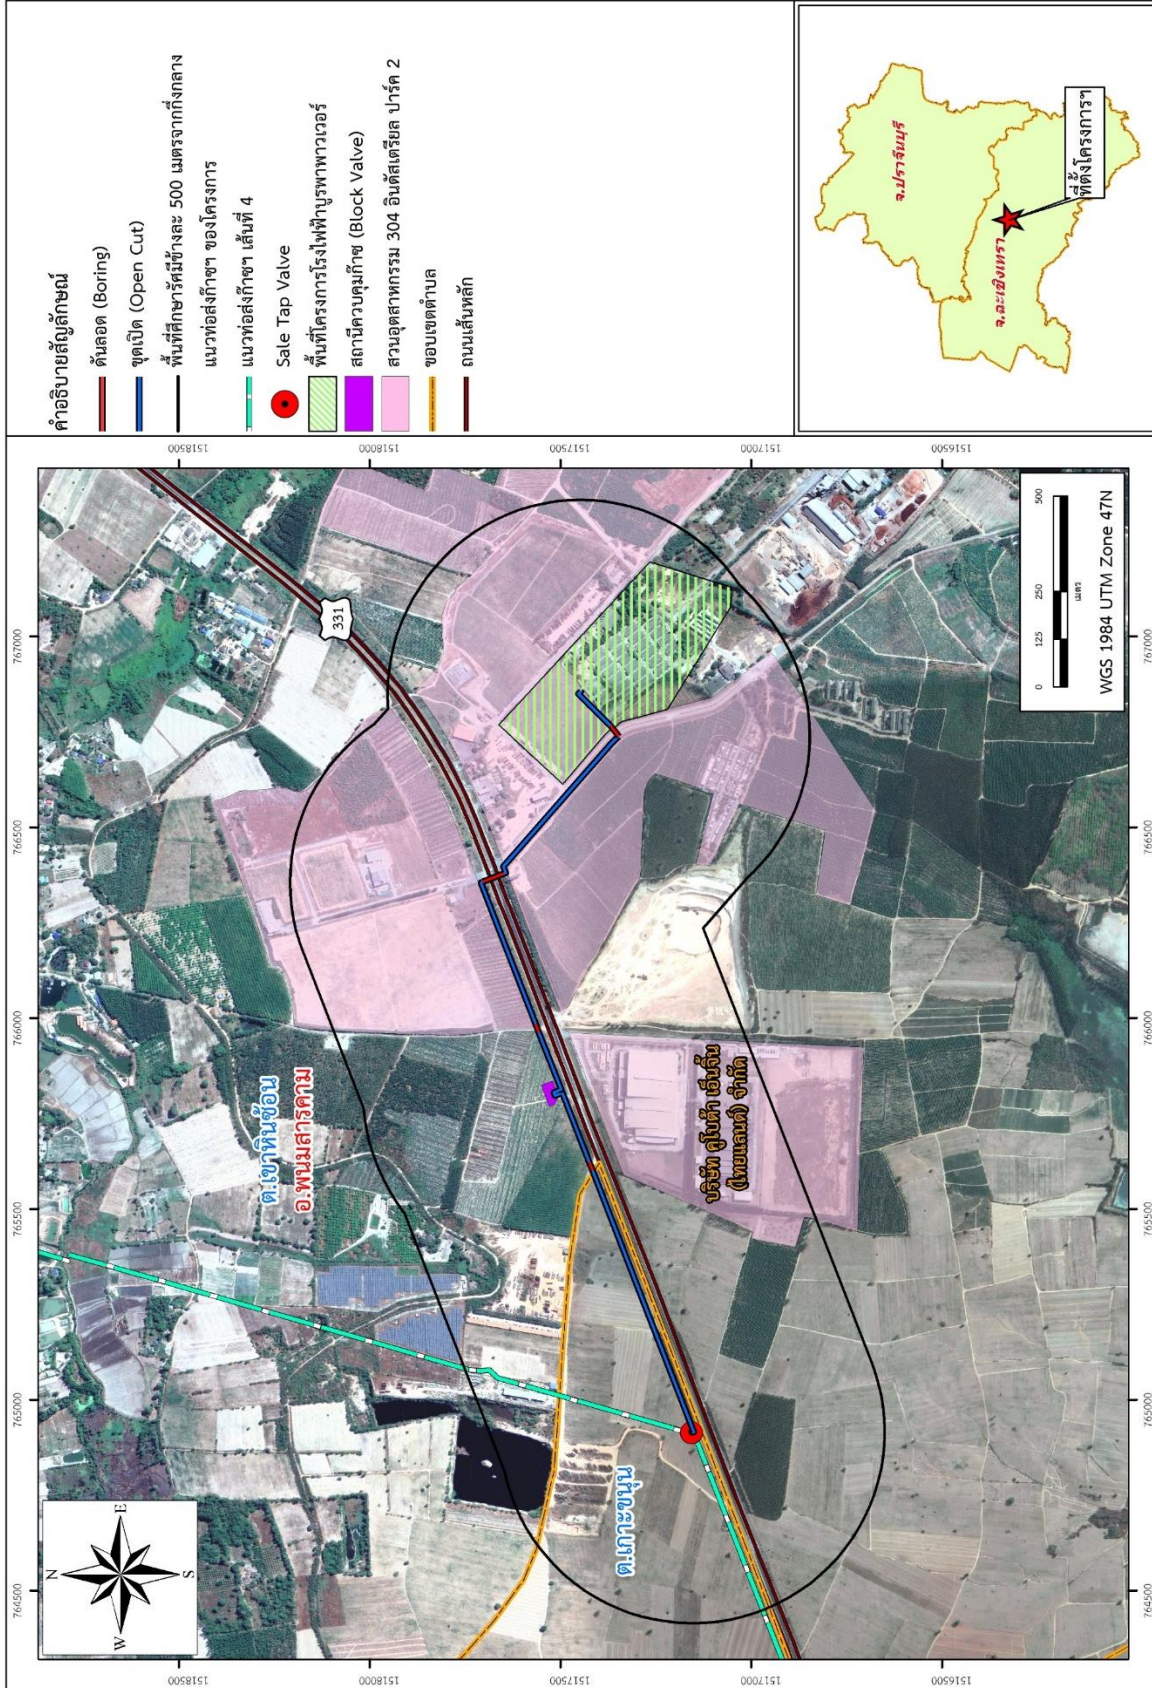 คำอธิบายสัญลักษณ์
ดันลอด (Boring)
ขุดเปิด (Open Cut)
พื้นที่ศึกษารัศมีข้างละ 500 เมตรจากกึ่งกลาง
แนวท่อส่งก๊าซฯ ของโครงการ
แนวท่อส่งก๊าซฯ เส้นที่ 4
Sale Tap Valve
พื้นที่โครงการโรงไฟฟ้าบูรพาพาวเวอร์
สถานีควบคุมก๊าซ (Block Valve)
สวนอุตสาหกรรม 304 อินดัสเตรียล ปาร์ค 2
ขอบเขตตำบล
ถนนเส้นหลัก
จ.ปราจีนบุรี
จ.ฉะเชิงเทรา
ที่ตั้งโครงการฯ
764500
765000
765500
766000
766500
767000
1518500
1518000
1517500
1517000
1516500
N
W
E
S
331
ต.เขาหินซ้อน
อ.พนมสารคาม
ต.เกาะขนุน
บริษัท คูโบต้า เอ็นจิ้น
(ไทยแลนด์) จำกัด
0
125
250
500
เมตร
WGS 1984 UTM Zone 47N
1518500
1518000
1517500
1517000
1516500
764500
765000
765500
766000
766500
767000